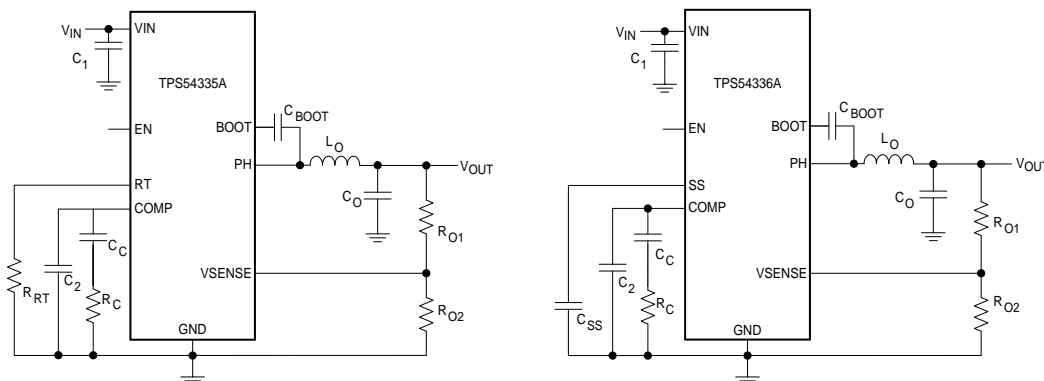 VIN
VIN
C1
TPS54335A
EN
BOOT
CBOOT
PH
LO
VOUT
CO
RT
COMP
CC
C2
RC
RRT
RO1
VSENSE
RO2
GND
VIN
VIN
C1
TPS54336A
EN
BOOT
CBOOT
PH
LO
VOUT
CO
SS
COMP
CC
C2
RC
CSS
RO1
VSENSE
RO2
GND